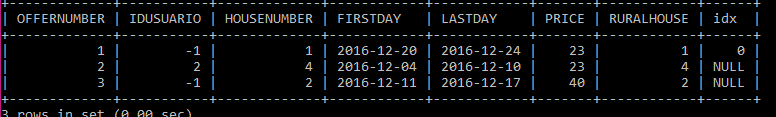 | OFFERNUMBER | IDUSUARIO | HOUSENUMBER | FIRSTDAY | LASTDAY | PRICE | RURALHOUSE | idx |
| 1 | -1 | 1 | 2016-12-20 | 2016-12-24 | 23 | 1 | 0 |
| 2 | 2 | 4 | 2016-12-04 | 2016-12-10 | 23 | 4 | NULL |
| 3 | -1 | 2 | 2016-12-11 | 2016-12-17 | 40 | 2 | NULL |
3 rows in set (0.00 sec)